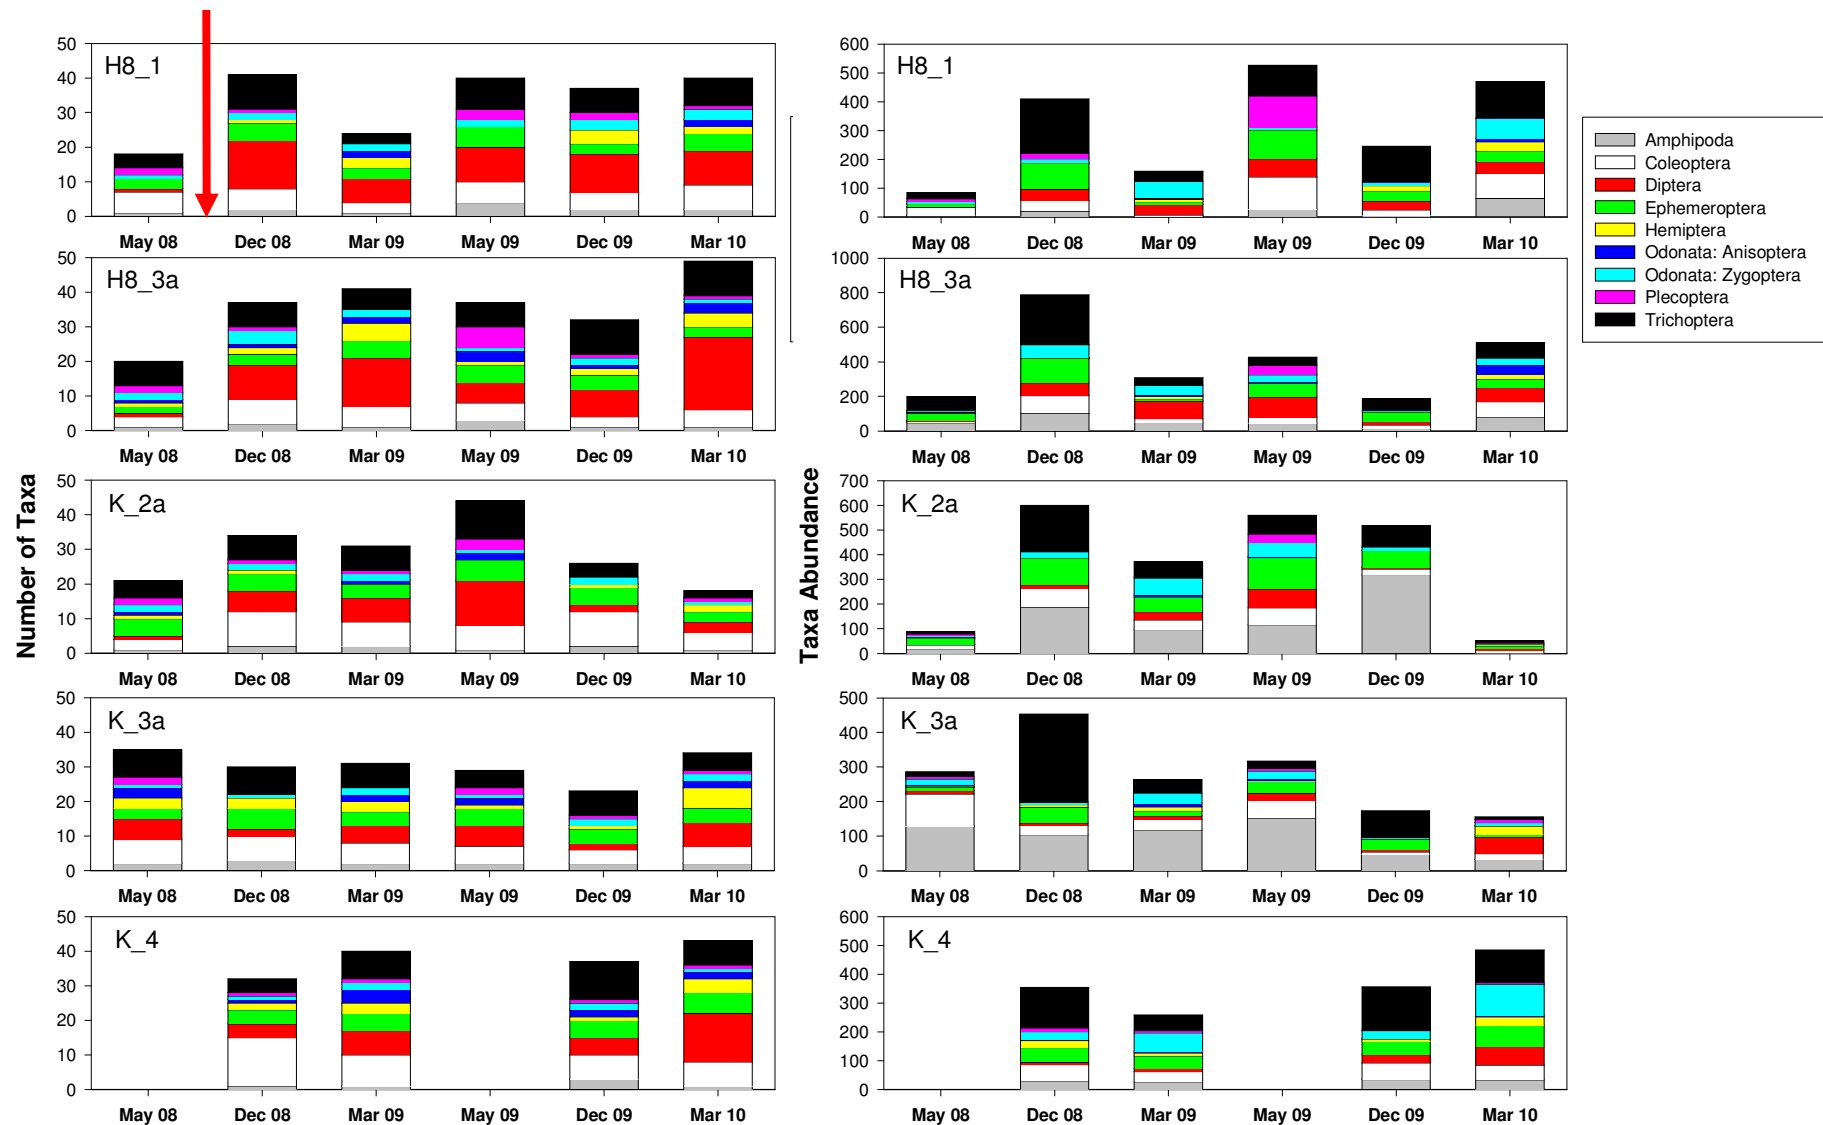 Number of Taxa
50
40
30
20
10
0
H8_1
May 08 Dec 08 Mar 09 May 09 Dec 09 Mar 10
50
40
30
20
10
0
H8_3a
May 08 Dec 08 Mar 09 May 09 Dec 09 Mar 10
50
40
30
20
10
0
K_2a
May 08 Dec 08 Mar 09 May 09 Dec 09 Mar 10
50
40
30
20
10
0
K_3a
May 08 Dec 08 Mar 09 May 09 Dec 09 Mar 10
50
40
30
20
10
0
K_4
May 08 Dec 08 Mar 09 May 09 Dec 09 Mar 10
Taxa Abundance
600
500
400
300
200
100
0
H8_1
May 08 Dec 08 Mar 09 May 09 Dec 09 Mar 10
1000
800
600
400
200
0
H8_3a
May 08 Dec 08 Mar 09 May 09 Dec 09 Mar 10
700
600
500
400
300
200
100
0
K_2a
May 08 Dec 08 Mar 09 May 09 Dec 09 Mar 10
500
400
300
200
100
0
K_3a
May 08 Dec 08 Mar 09 May 09 Dec 09 Mar 10
600
500
400
300
200
100
0
K_4
May 08 Dec 08 Mar 09 May 09 Dec 09 Mar 10
Amphipoda
Coleoptera
Diptera
Ephemeroptera
Hemiptera
Odonata: Anisoptera
Odonata: Zygoptera
Plecoptera
Trichoptera